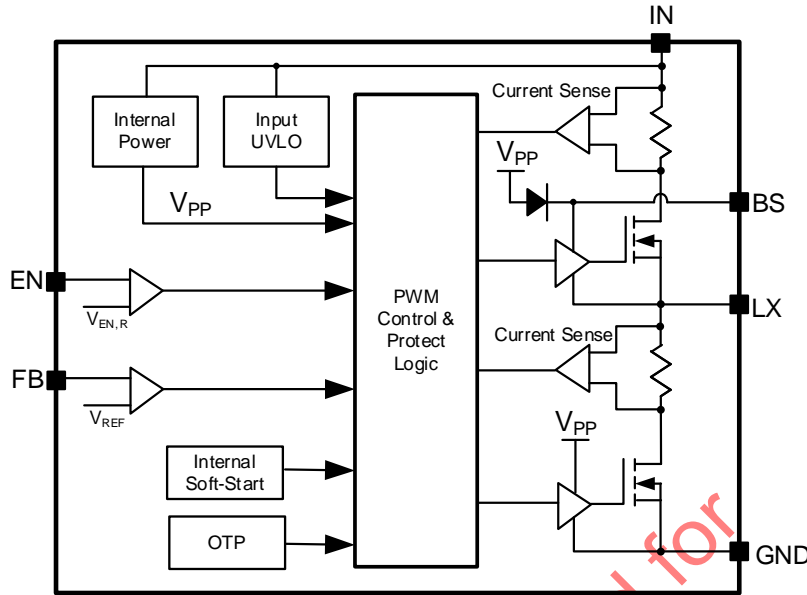 IN
Current Sense
Internal
Power
Input
UVLO
VPP
VPP
BS
EN
VEN, R
PWM
Control &
Protect
Logic
LX
Current Sense
FB
VREF
VPP
Internal
Soft-Start
OTP
GND
for